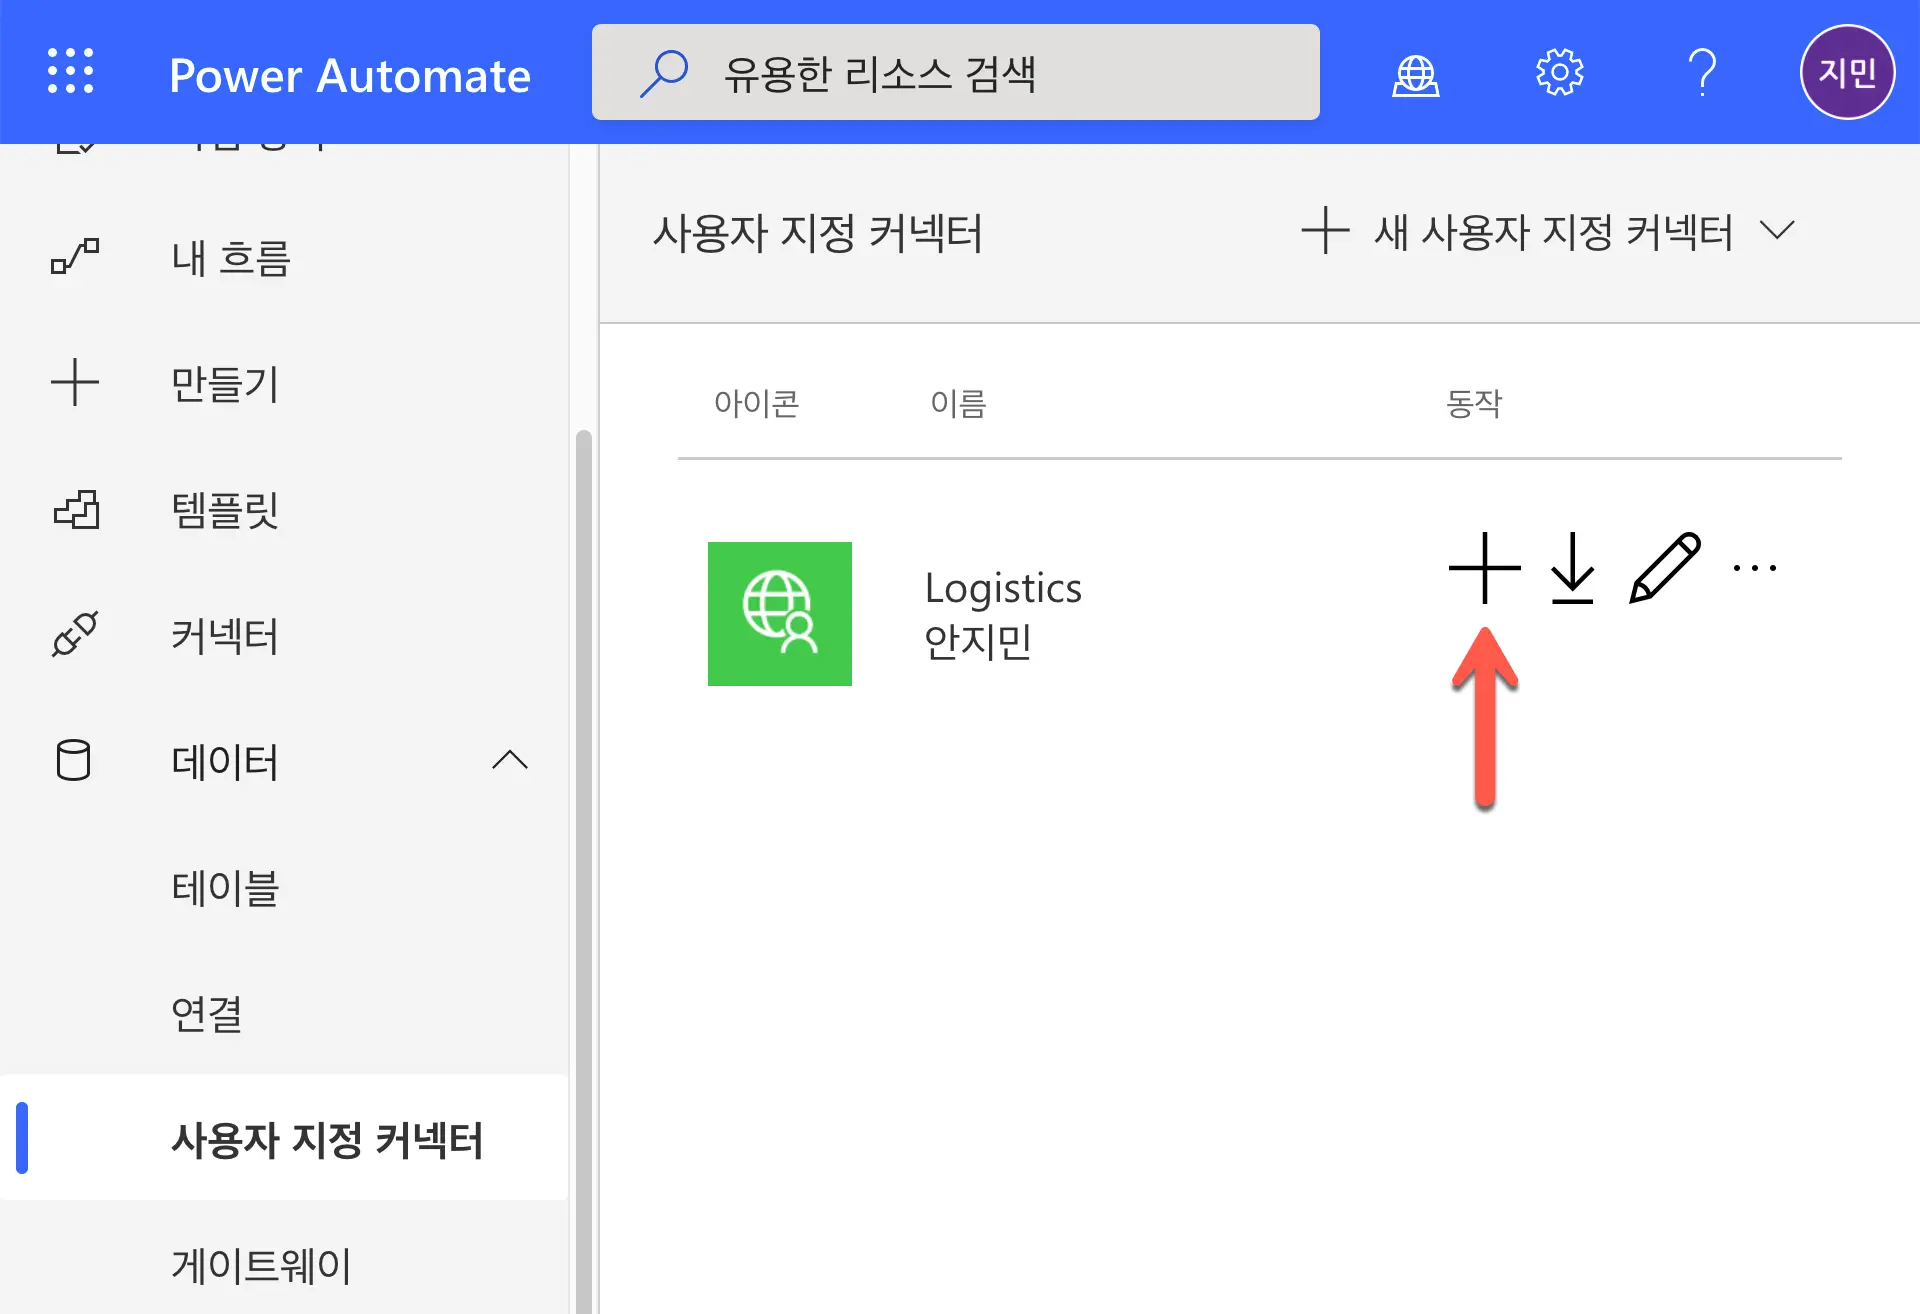 Power Automate
유용한 리소스 검색
지민
내 흐름
만들기
템플릿
커넥터
데이터
테이블
연결
사용자 지정 커넥터
게이트웨이
사용자 지정 커넥터
새 사용자 지정 커넥터
아이콘 이름 동작
Logistics
안지민